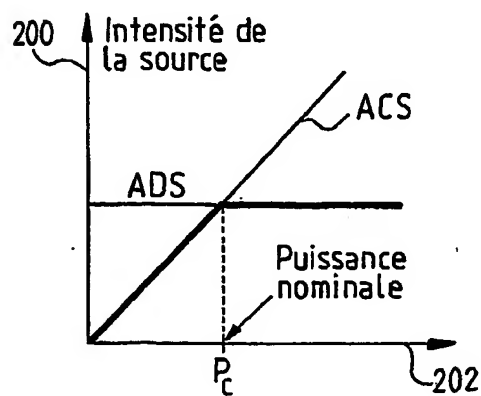 200
Intensité de
la source
ACS
ADS
Puissance
nominale
Pc
202